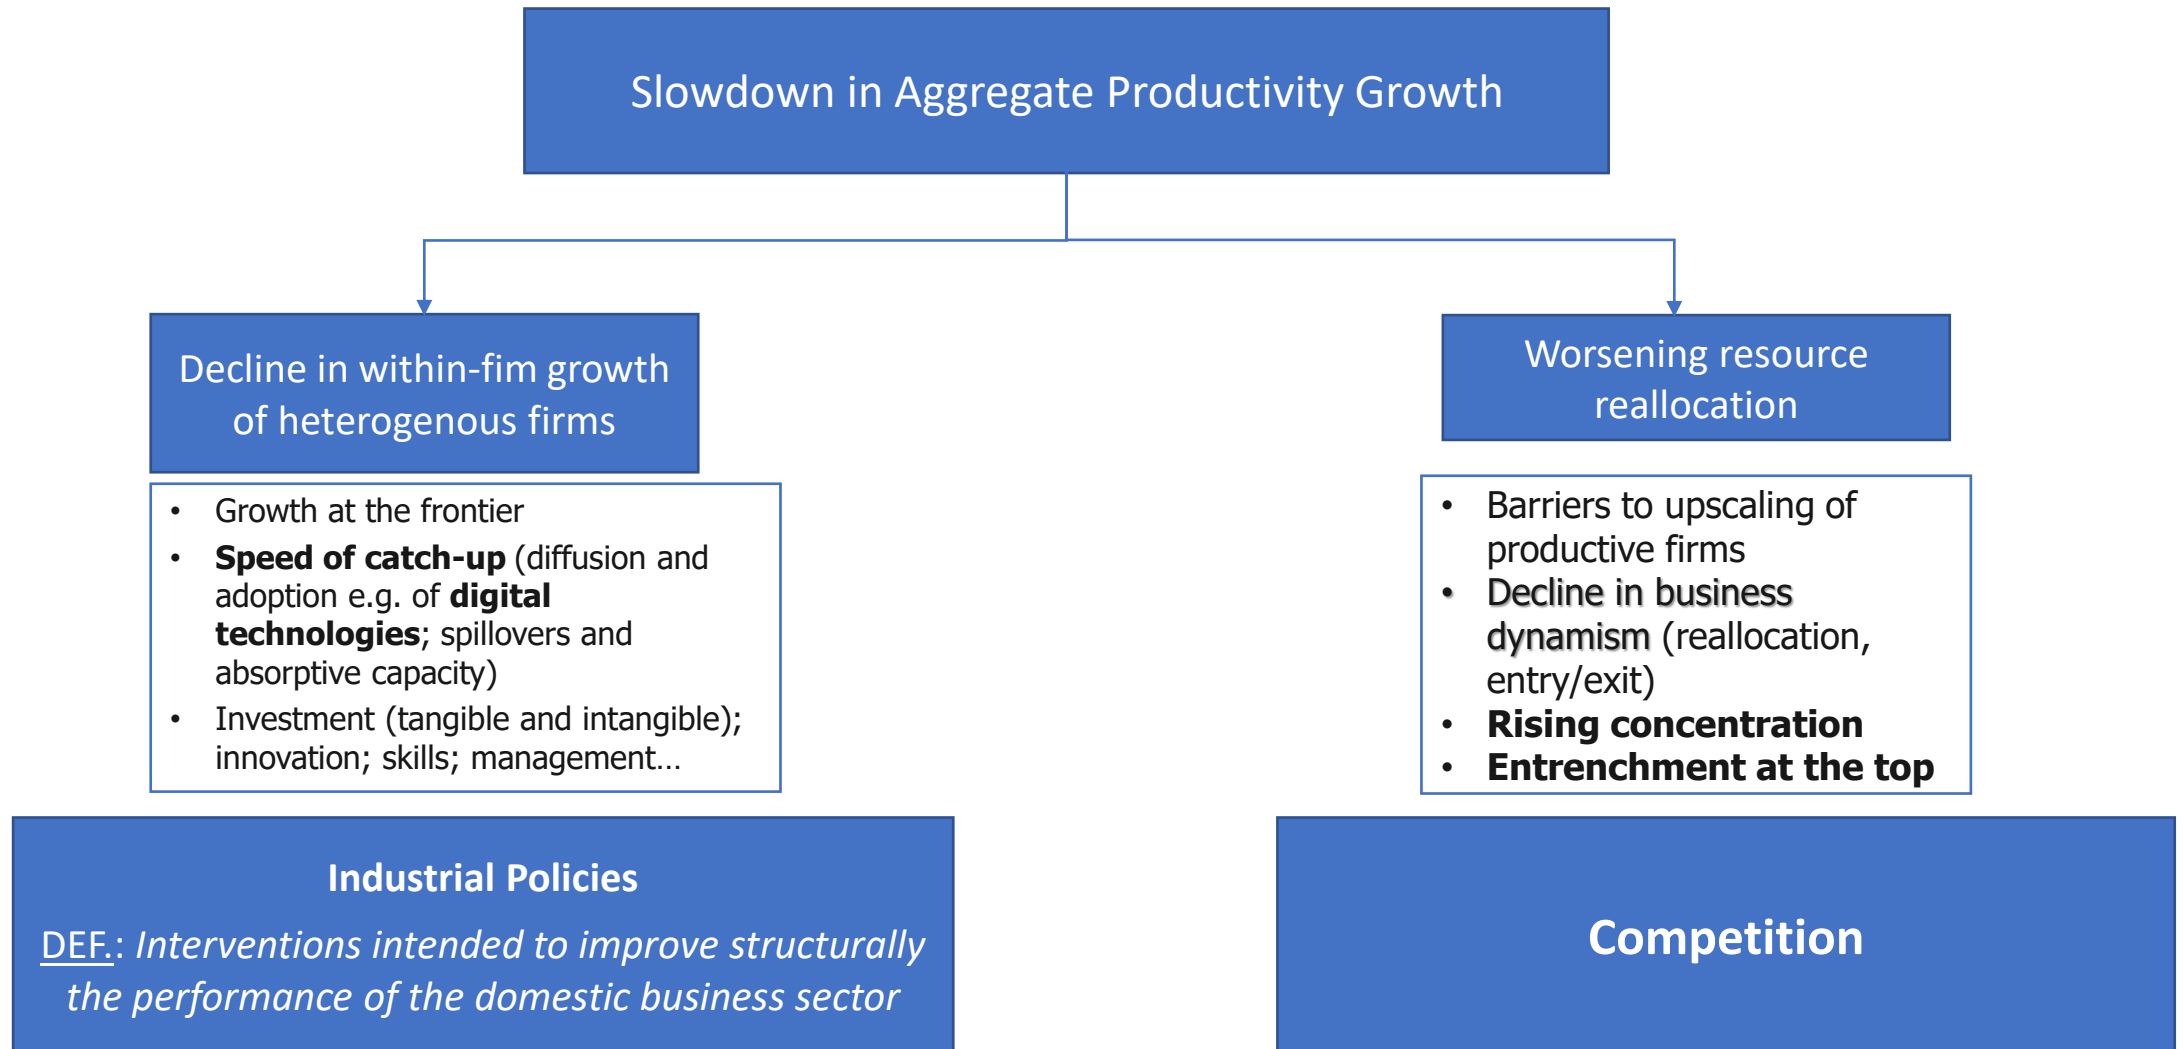 Slowdown in Aggregate Productivity Growth
Decline in within-fim growth
of heterogenous firms
• Growth at the frontier
• Speed of catch-up (diffusion and
adoption e.g. of digital
technologies; spillovers and
absorptive capacity)
• Investment (tangible and intangible);
innovation; skills; management…
Industrial Policies
DEF.: Interventions intended to improve structurally
the performance of the domestic business sector
Worsening resource
reallocation
• Barriers to upscaling of
productive firms
• Decline in business
dynamism (reallocation,
entry/exit)
• Rising concentration
• Entrenchment at the top
Competition